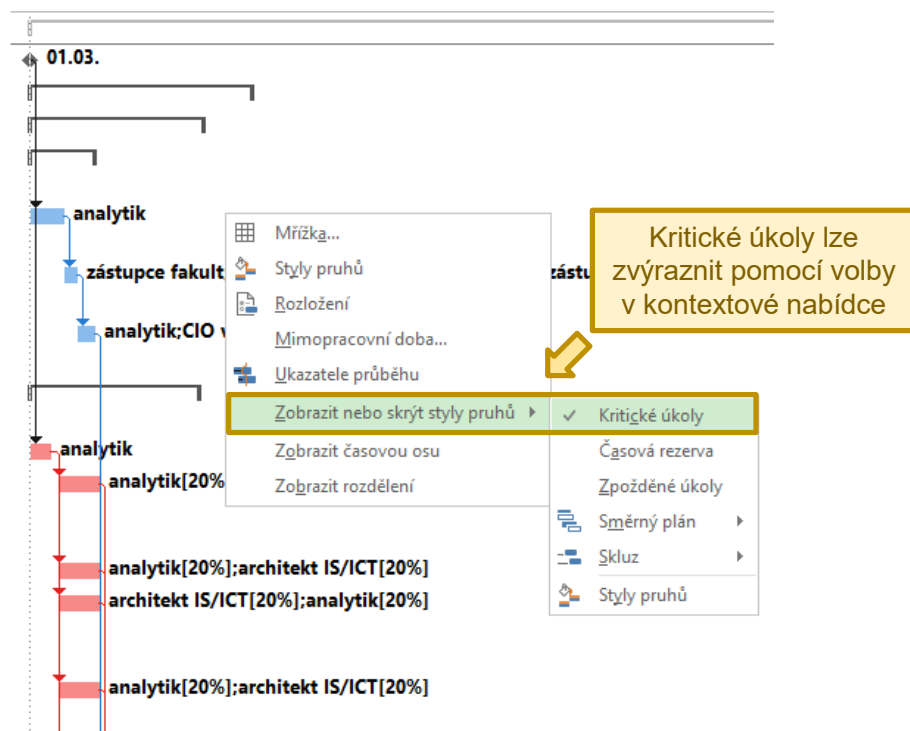 01.03.
analytik
Mřížka...
Kritické úkoly lze
zvýraznit pomocí volby
v kontextové nabídce
zástupce fakult
Styly pruhů
zástu
Rozložení
analytik;CIO v
Mimopracovní doba...
Ukazatele průběhu
Zobrazit nebo skrýt styly pruhů
Kritické úkoly
analytik
Zobrazit časovou osu
Časová rezerva
analytik[20%
Zobrazit rozdělení
Zpožděné úkoly
Směrný plán
Skluz
analytik[20%];architekt IS/ICT[20%]
Styly pruhů
architekt IS/ICT[20%];analytik[20%]
analytik[20%];architekt IS/ICT[20%]